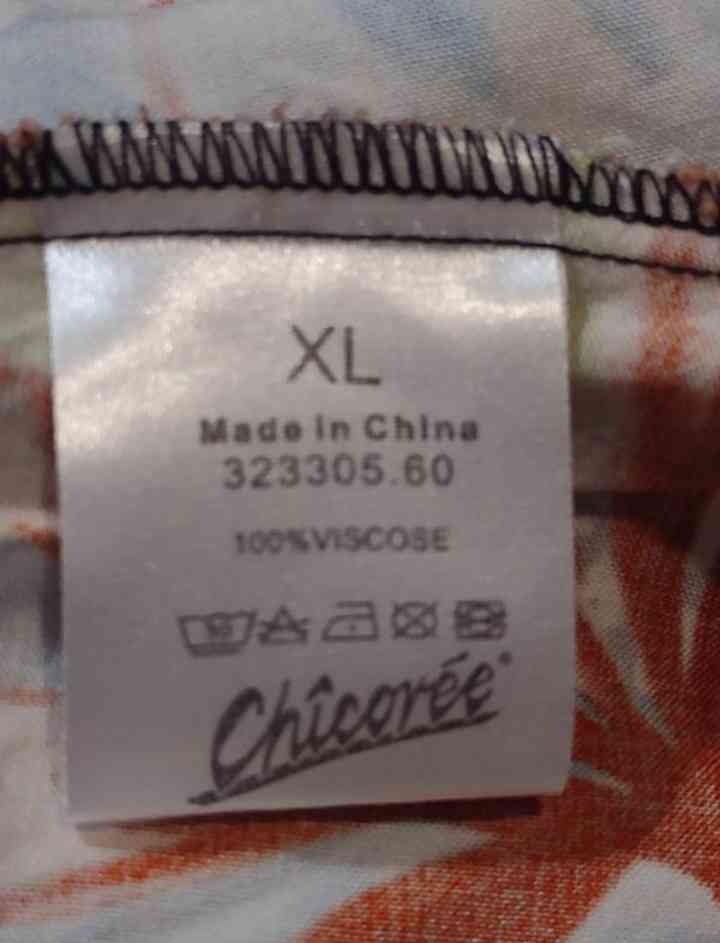 XL
Made in China
323305.60
100%VISCOSE
Chîcorée